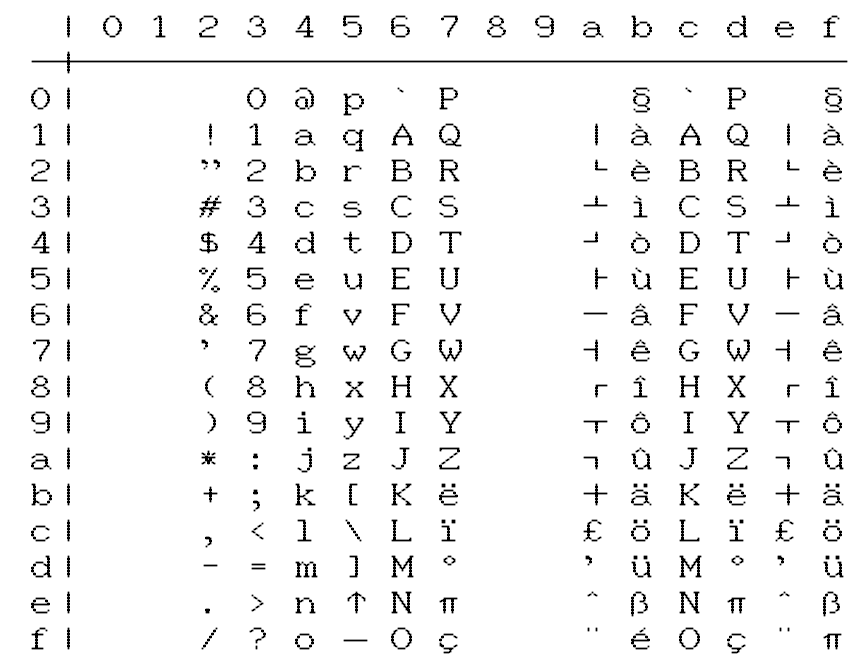 | 0 1 2 3 4 5 6 7 8 9 a b c d e f
0 | 0 @ p ` P § ` P §
1 | ! 1 a q A Q │ à A Q │ à
2 | ” 2 b r B R └ è B R └ è
3 | # 3 c s C S ┴ ì C S ┴ ì
4 | $ 4 d t D T ┘ ò D T ┘ ò
5 | % 5 e u E U ├ ù E U ├ ù
6 | & 6 f v F V ─ â F V ─ â
7 | ’ 7 g w G W ┤ ê G W ┤ ê
8 | ( 8 h x H X ┌ î H X ┌ î
9 | ) 9 i y I Y ┬ ô I Y ┬ ô
a | * : j z J Z ┐ û J Z ┐ û
b | + ; k [ K ë ┼ ä K ë ┼ ä
c | , < l \ L ï £ ö L ï £ ö
d | - = m ] M ° ’ ü M ° ’ ü
e | . > n ↑ N π ^ β N π ^ β
f | / ? o — O ç ¨ é O ç ¨ π